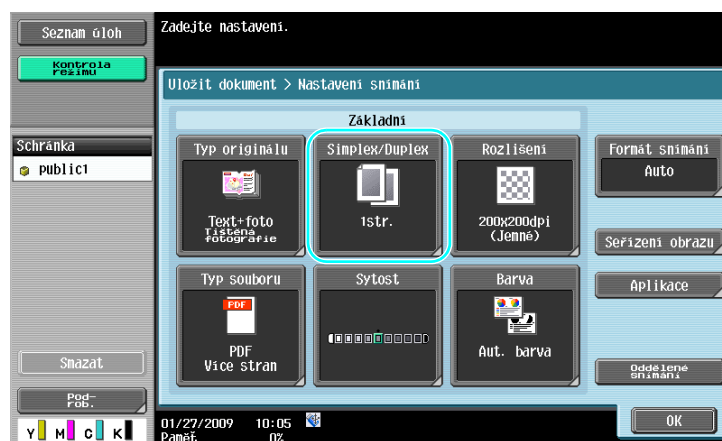 Seznam úloh
Kontrola
režimu
Schránka
public1
Smazat
Pod-
rob.
Y M C K
Zadejte nastavení.
Uložit dokument > Nastavení snímání
Základní
Typ originálu
Text+foto
Tištěná
fotografie
Simplex/Duplex
1str.
Rozlišení
200x200dpi
(Jemné)
Typ souboru
PDF
PDF
Více stran
Sytost
Barva
Aut. barva
Formát snímání
Auto
Seřízení obrazu
Aplikace
Oddělené
snímání
OK
01/27/2009 10:05
Paměť 0%